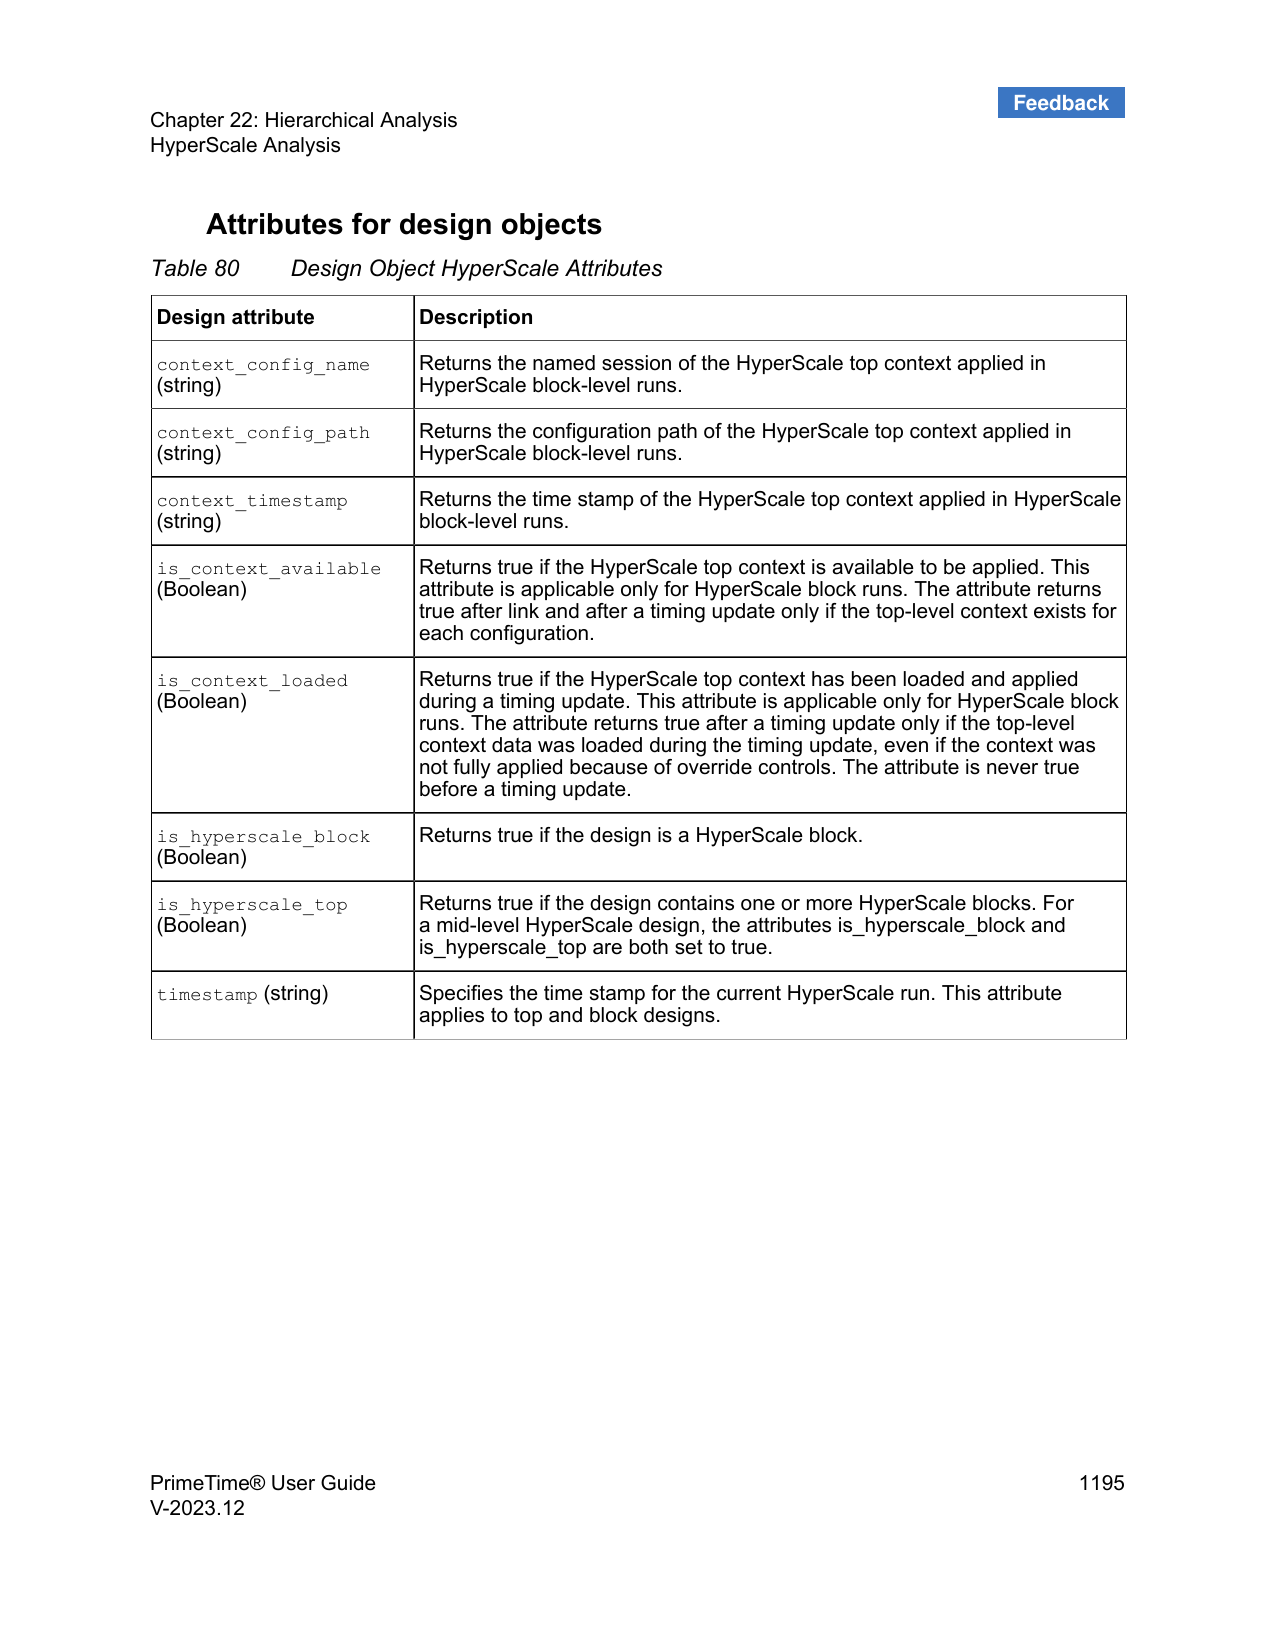 Feedback
Chapter 22: Hierarchical Analysis
HyperScale Analysis
Attributes for design objects
Table 80 Design Object HyperScale Attributes
Design attribute Description
context_config_name
(string)
Returns the named session of the HyperScale top context applied in
HyperScale block-level runs.
context_config_path
(string)
Returns the configuration path of the HyperScale top context applied in
HyperScale block-level runs.
context_timestamp
(string)
Returns the time stamp of the HyperScale top context applied in HyperScale
block-level runs.
is_context_available
(Boolean)
Returns true if the HyperScale top context is available to be applied. This
attribute is applicable only for HyperScale block runs. The attribute returns
true after link and after a timing update only if the top-level context exists for
each configuration.
is_context_loaded
(Boolean)
Returns true if the HyperScale top context has been loaded and applied
during a timing update. This attribute is applicable only for HyperScale block
runs. The attribute returns true after a timing update only if the top-level
context data was loaded during the timing update, even if the context was
not fully applied because of override controls. The attribute is never true
before a timing update.
is_hyperscale_block
(Boolean)
Returns true if the design is a HyperScale block.
is_hyperscale_top
(Boolean)
Returns true if the design contains one or more HyperScale blocks. For
a mid-level HyperScale design, the attributes is_hyperscale_block and
is_hyperscale_top are both set to true.
timestamp (string)
Specifies the time stamp for the current HyperScale run. This attribute
applies to top and block designs.
PrimeTime® User Guide 1195
V-2023.12